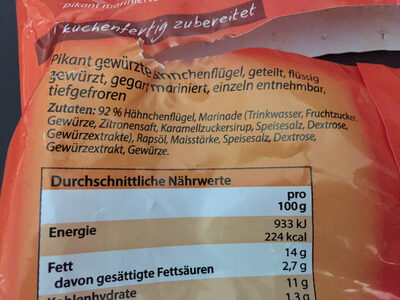 pikant mariniert
küchenfertig zubereitet
Pikant gewürzte Hähnchenflügel, geteilt, flüssig
gewürzt, gegart, mariniert, einzeln entnehmbar,
tiefgefroren
Zutaten: 92 % Hähnchenflügel, Marinade (Trinkwasser, Fruchtzucker,
Gewürze, Zitronensaft, Karamellzuckersirup, Speisesalz, Dextrose,
Gewürzextrakte), Rapsöl, Maisstärke, Speisesalz, Dextrose,
Gewürzextrakt, Gewürze.
Durchschnittliche Nährwerte
pro
100 g
Energie 933 kJ
224 kcal
Fett 14 g
davon gesättigte Fettsäuren 2,7 g
Kohlenhydrate 11 g
1,3 g